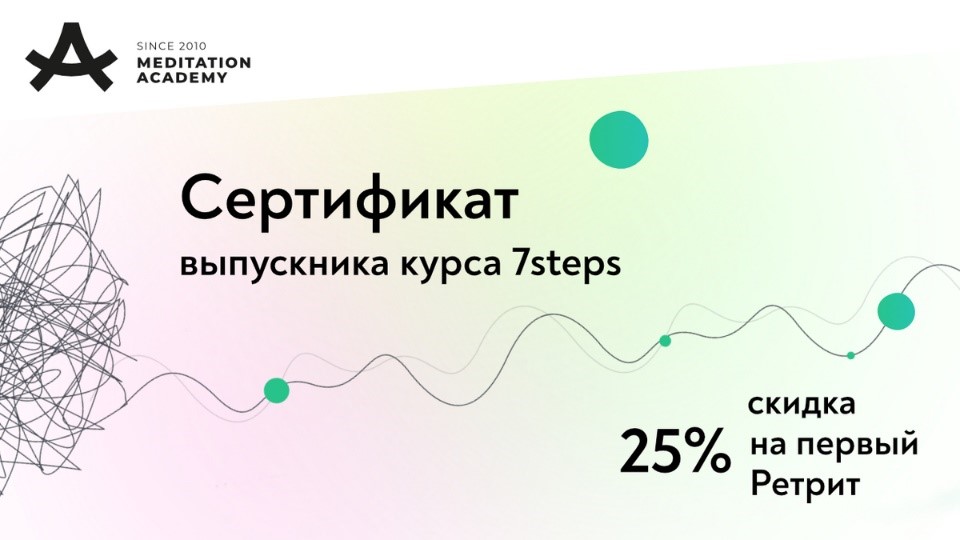 SINCE 2010
MEDITATION
ACADEMY
Сертификат
выпускника курса 7steps
25%
скидка
на первый
Ретрит